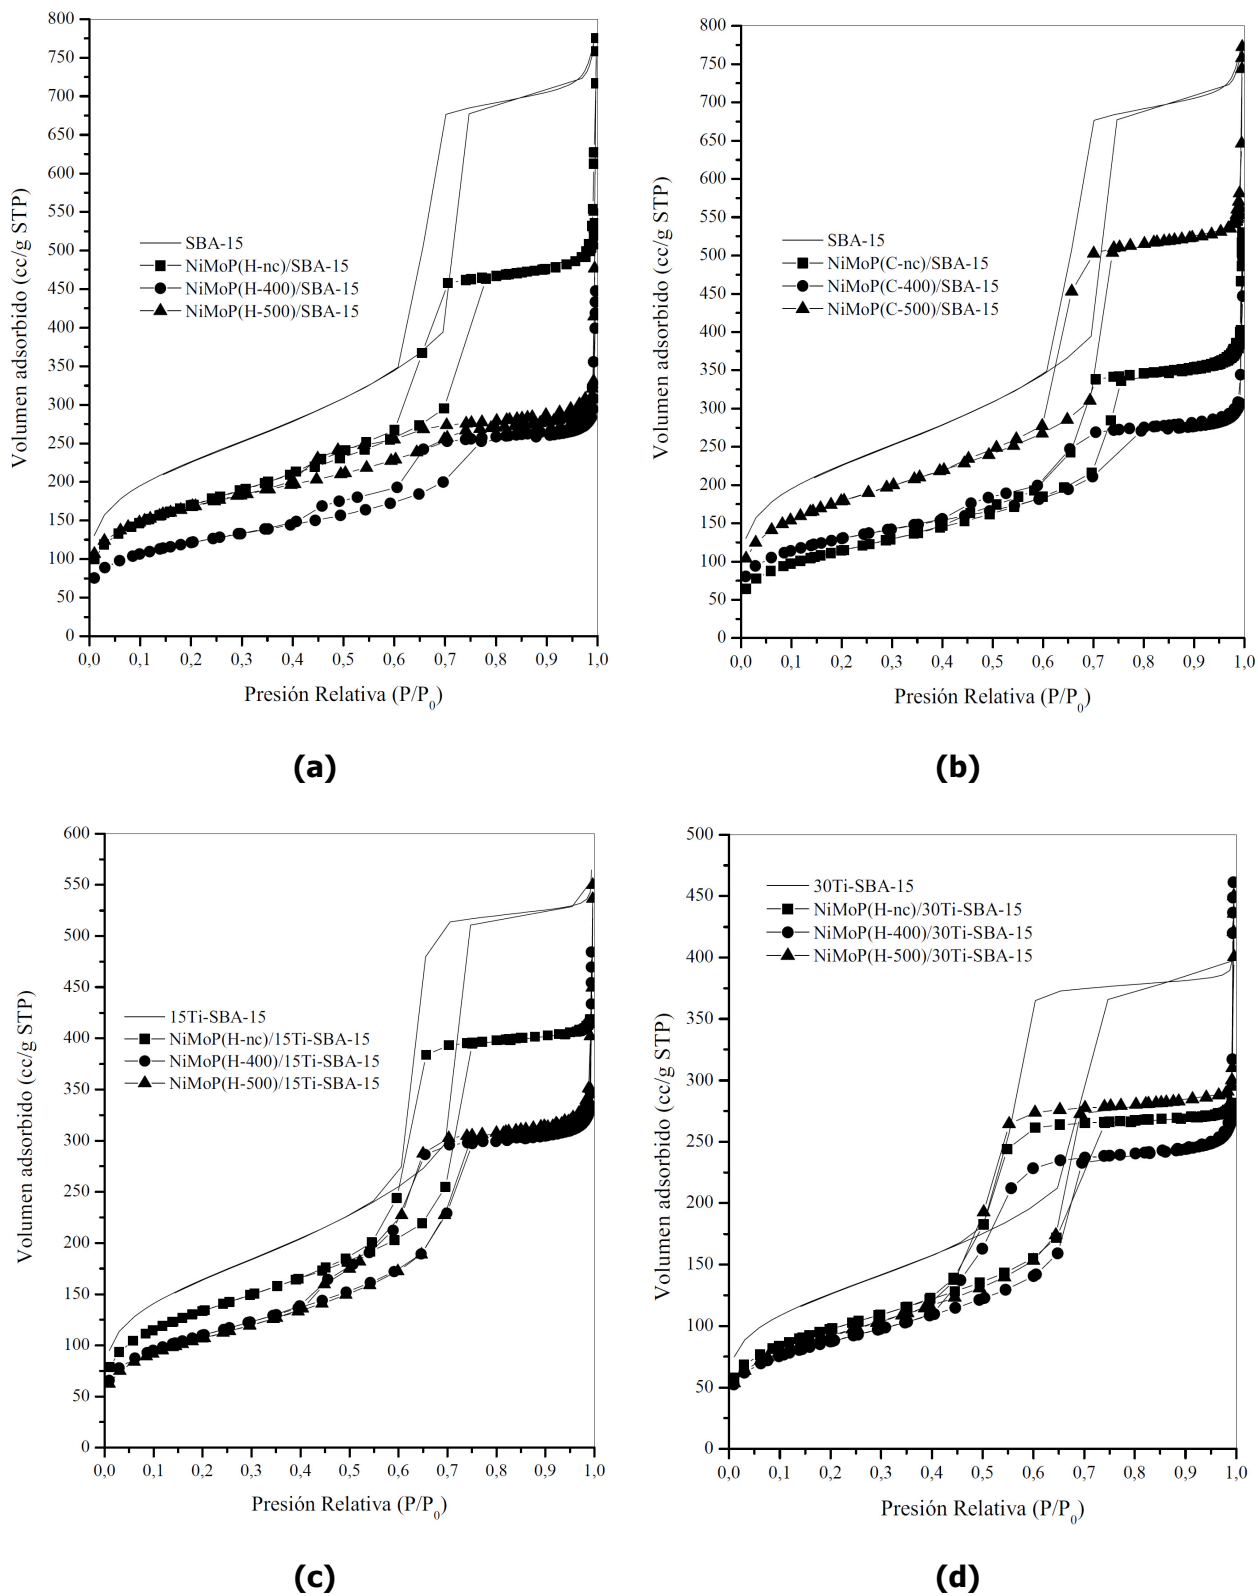 800
750
700
650
600
550
500
450
400
350
300
250
200
150
100
50
0
Volumen adsorbido (cc/g STP)
SBA-15
NiMoP(H-nc)/SBA-15
NiMoP(H-400)/SBA-15
NiMoP(H-500)/SBA-15
0,0 0,1 0,2 0,3 0,4 0,5 0,6 0,7 0,8 0,9 1,0
Presión Relativa (P/P0)
(a)
800
750
700
650
600
550
500
450
400
350
300
250
200
150
100
50
0
Volumen adsorbido (cc/g STP)
SBA-15
NiMoP(C-nc)/SBA-15
NiMoP(C-400)/SBA-15
NiMoP(C-500)/SBA-15
0,0 0,1 0,2 0,3 0,4 0,5 0,6 0,7 0,8 0,9 1,0
Presión Relativa (P/P0)
(b)
600
550
500
450
400
350
300
250
200
150
100
50
0
Volumen adsorbido (cc/g STP)
15Ti-SBA-15
NiMoP(H-nc)/15Ti-SBA-15
NiMoP(H-400)/15Ti-SBA-15
NiMoP(H-500)/15Ti-SBA-15
0,0 0,1 0,2 0,3 0,4 0,5 0,6 0,7 0,8 0,9 1,0
Presión Relativa (P/P0)
(c)
500
450
400
350
300
250
200
150
100
50
0
Volumen adsorbido (cc/g STP)
30Ti-SBA-15
NiMoP(H-nc)/30Ti-SBA-15
NiMoP(H-400)/30Ti-SBA-15
NiMoP(H-500)/30Ti-SBA-15
0,0 0,1 0,2 0,3 0,4 0,5 0,6 0,7 0,8 0,9 1,0
Presión Relativa (P/P0)
(d)